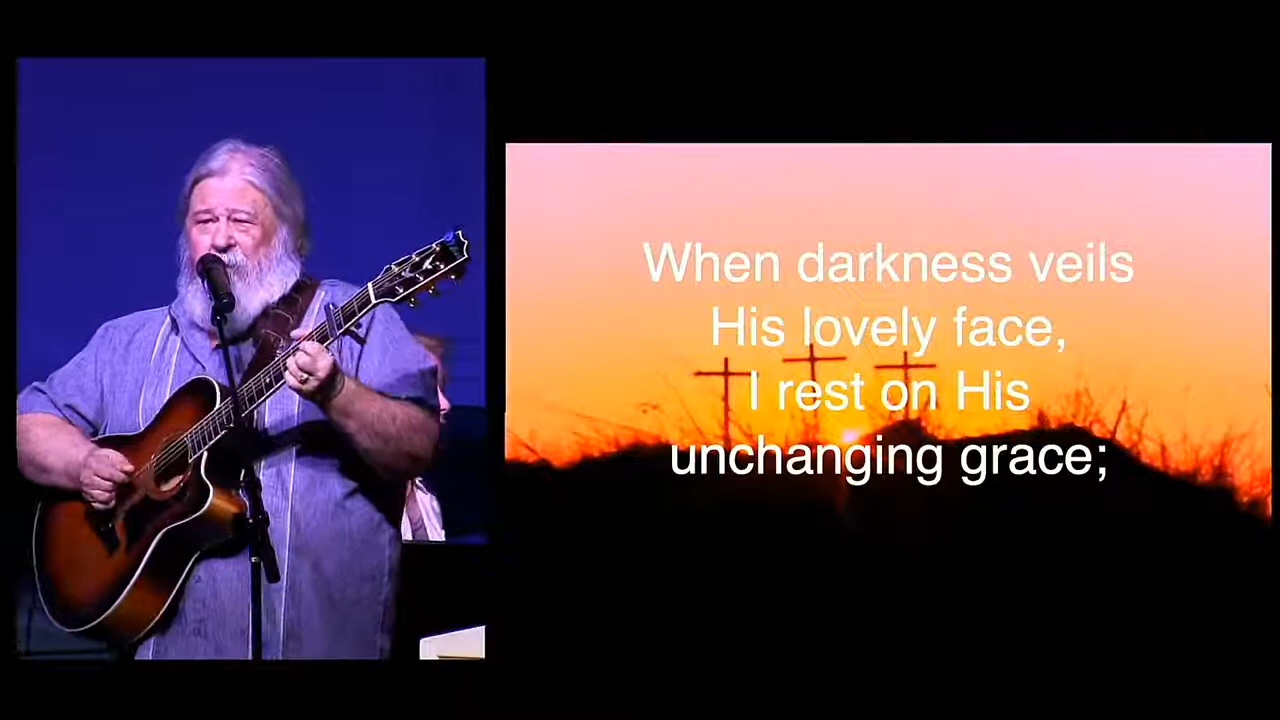 When darkness veils
His lovely face,
I rest on His
unchanging grace;